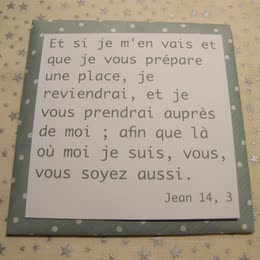 Et si je m'en vais et
que je vous prépare
une place, je
reviendrai, et je
vous prendrai auprès
de moi ; afin que là
où moi je suis, vous,
vous soyez aussi.
Jean 14, 3